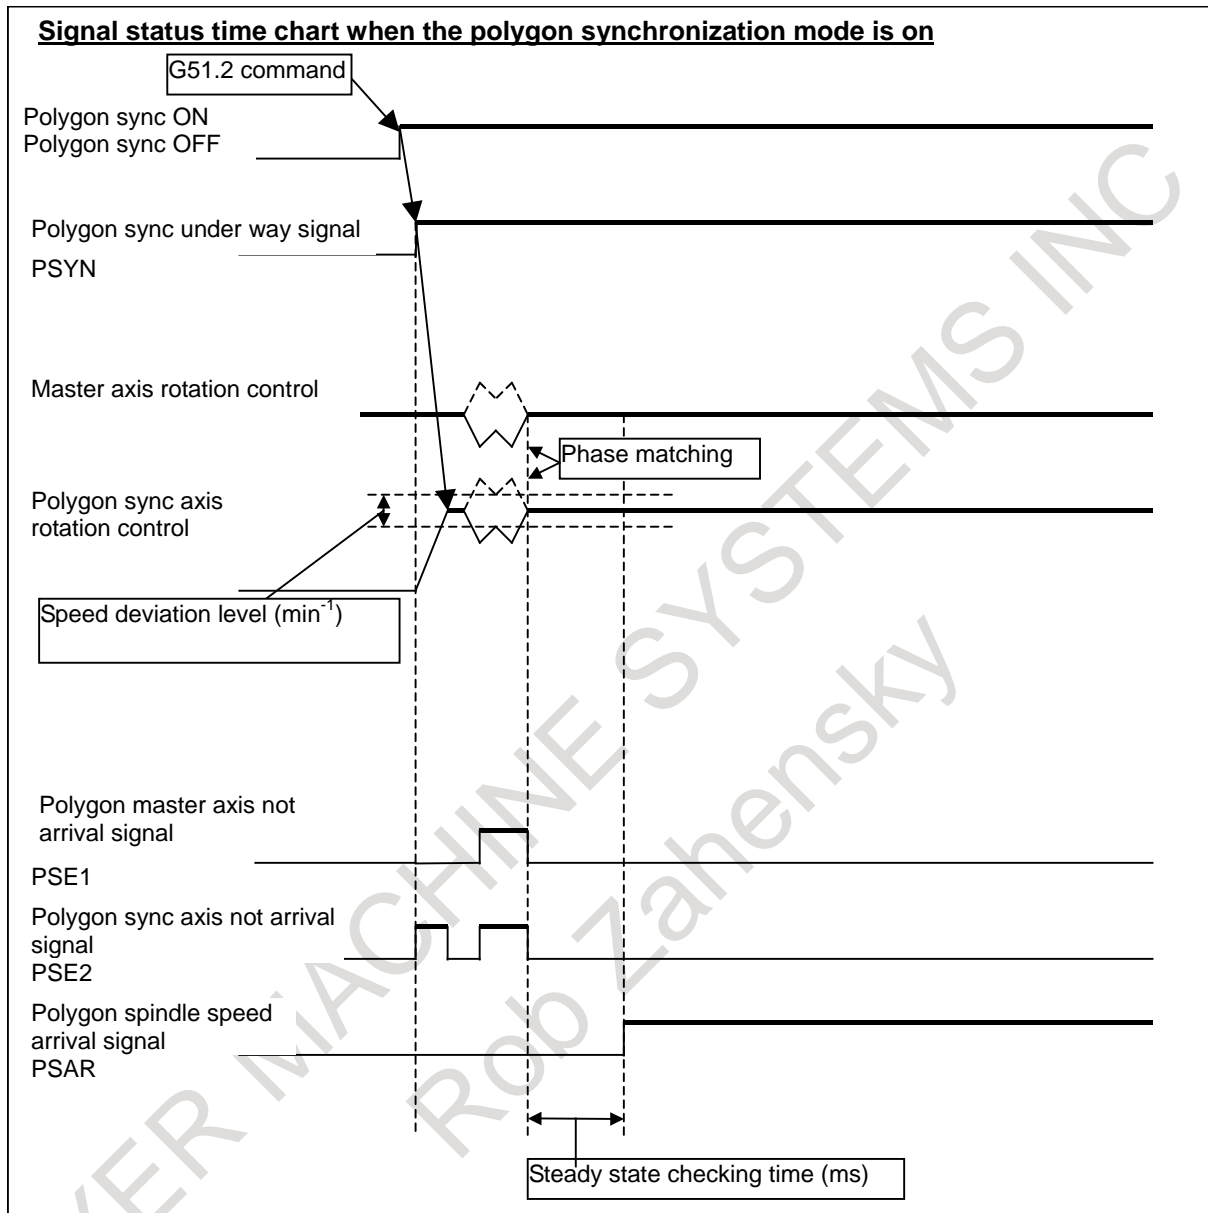 Signal status time chart when the polygon synchronization mode is on
G51.2 command
Polygon sync ON
Polygon sync OFF
Polygon sync under way signal
PSYN
Master axis rotation control
Phase matching
Polygon sync axis
rotation control
Speed deviation level (min-1)
Polygon master axis not
arrival signal
PSE1
Polygon sync axis not arrival
signal
PSE2
Polygon spindle speed
arrival signal
PSAR
Steady state checking time (ms)
YER MACHINE SYSTEMS INC
Rob Zahensky